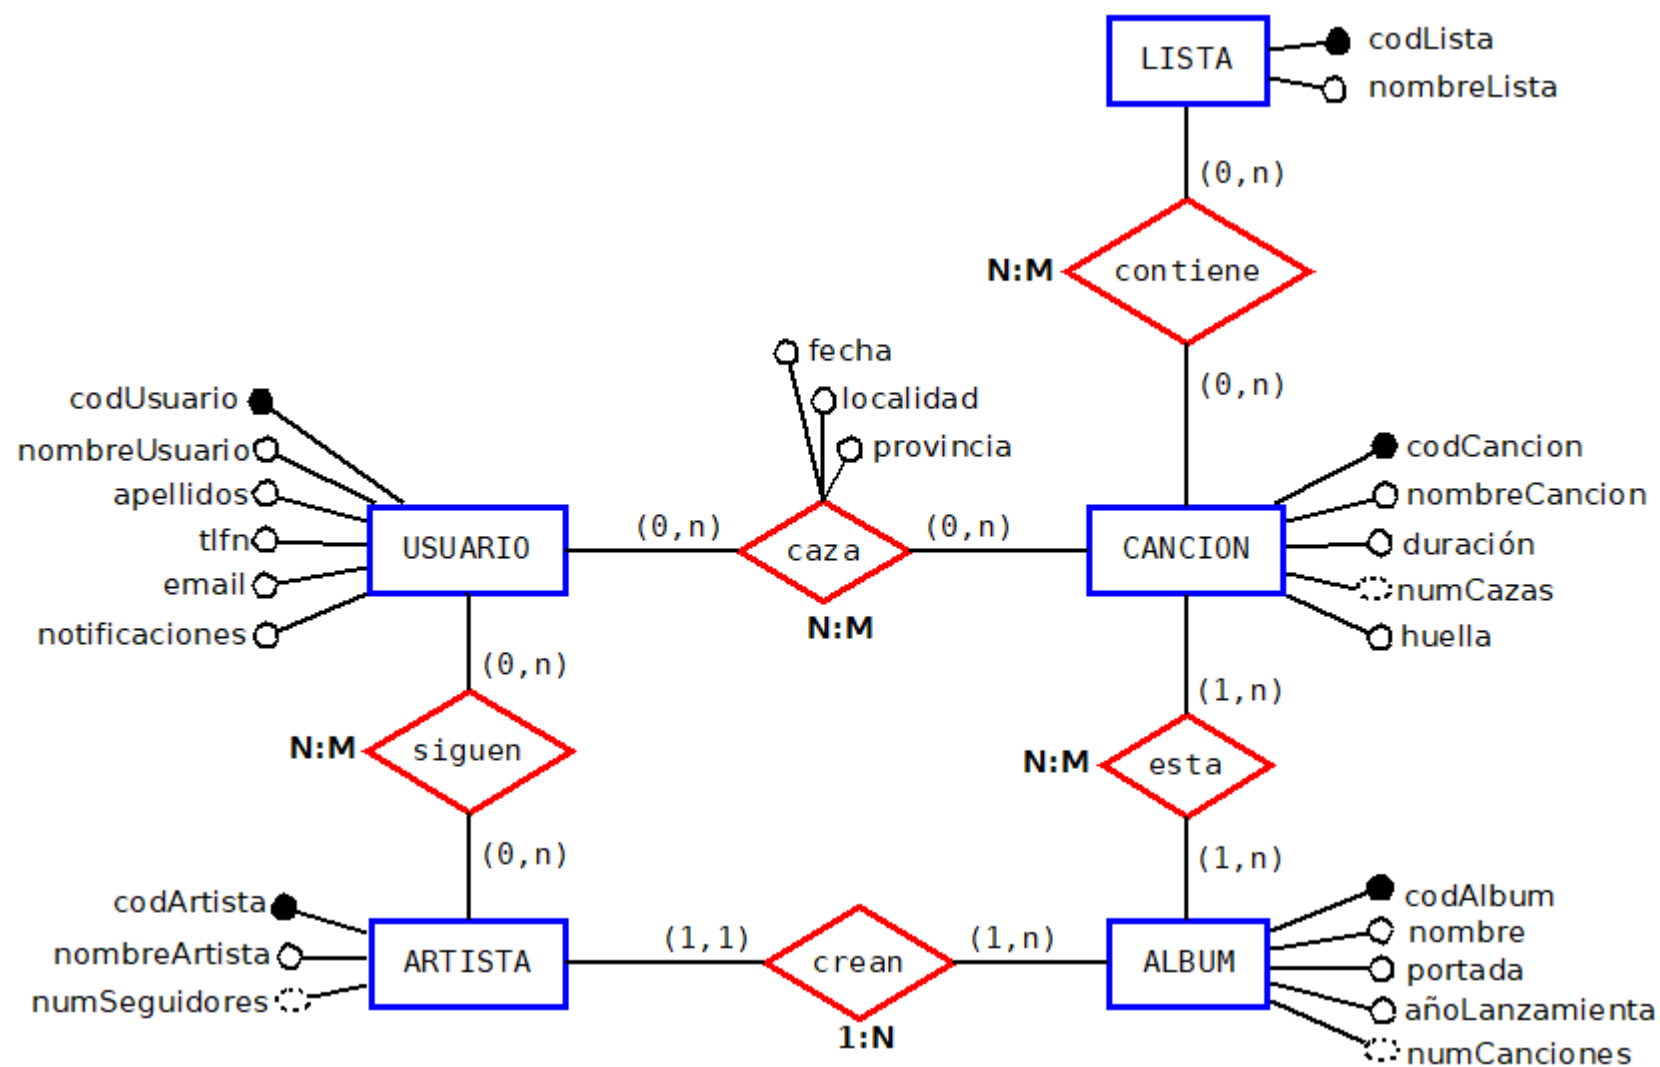 LISTA
codLista
nombreLista
(0,n)
N:M
contiene
(0,n)
fecha
localidad
provincia
codUsuario
nombreUsuario
apellidos
tlfn
email
notificaciones
USUARIO
(0,n)
caza
(0,n)
N:M
CANCION
codCancion
nombreCancion
duración
numCazas
huella
(0,n)
N:M
siguen
(0,n)
(1,n)
N:M
esta
(1,n)
codArtista
nombreArtista
numSeguidores
ARTISTA
(1,1)
crean
(1,n)
1:N
ALBUM
codAlbum
nombre
portada
añoLanzamienta
numCanciones